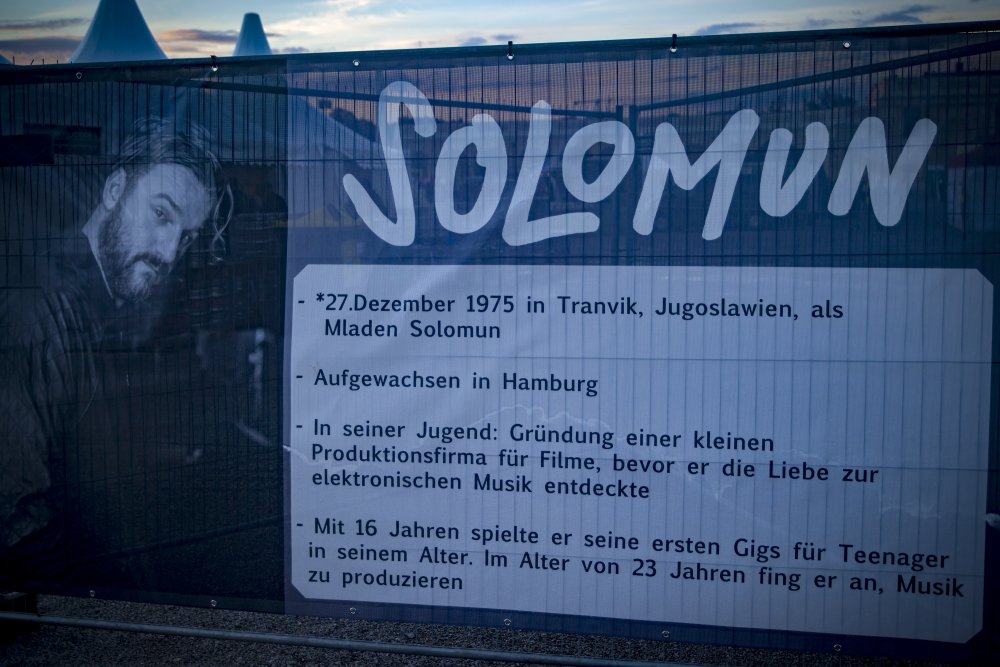 SOLOMUN
- *27.Dezember 1975 in Tranvik, Jugoslawien, als
Mladen Solomun
- Aufgewachsen in Hamburg
- In seiner Jugend: Gründung einer kleinen
Produktionsfirma für Filme, bevor er die Liebe zur
elektronischen Musik entdeckte
- Mit 16 Jahren spielte er seine ersten Gigs für Teenager
in seinem Alter. Im Alter von 23 Jahren fing er an, Musik
zu produzieren